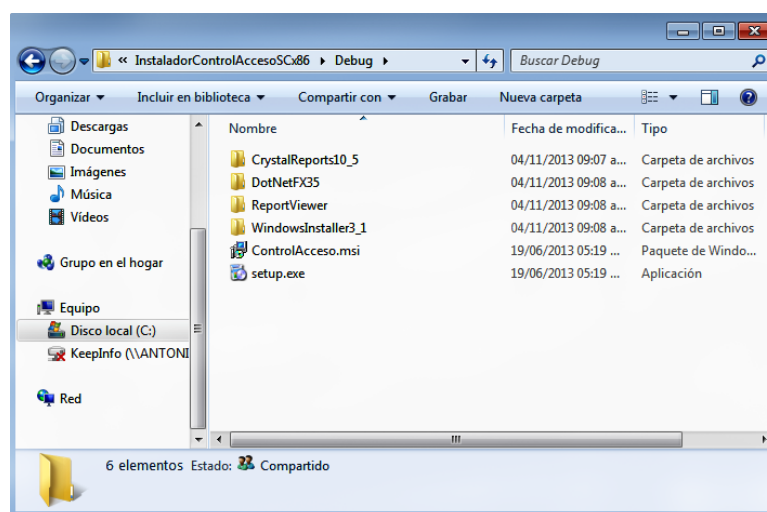 « InstaladorControlAccesoSCx86 ▸ Debug ▸ Buscar Debug
Organizar Incluir en biblioteca Compartir con Grabar Nueva carpeta
Descargas
Documentos
Imágenes
Música
Vídeos
Grupo en el hogar
Equipo
Disco local (C:)
KeepInfo (\\ANTONI
Red
Nombre Fecha de modifica... Tipo
CrystalReports10_5 04/11/2013 09:07 a... Carpeta de archivos
DotNetFX35 04/11/2013 09:08 a... Carpeta de archivos
ReportViewer 04/11/2013 09:08 a... Carpeta de archivos
WindowsInstaller3_1 04/11/2013 09:08 a... Carpeta de archivos
ControlAcceso.msi 19/06/2013 05:19 ... Paquete de Windo...
setup.exe 19/06/2013 05:19 ... Aplicación
6 elementos Estado: Compartido